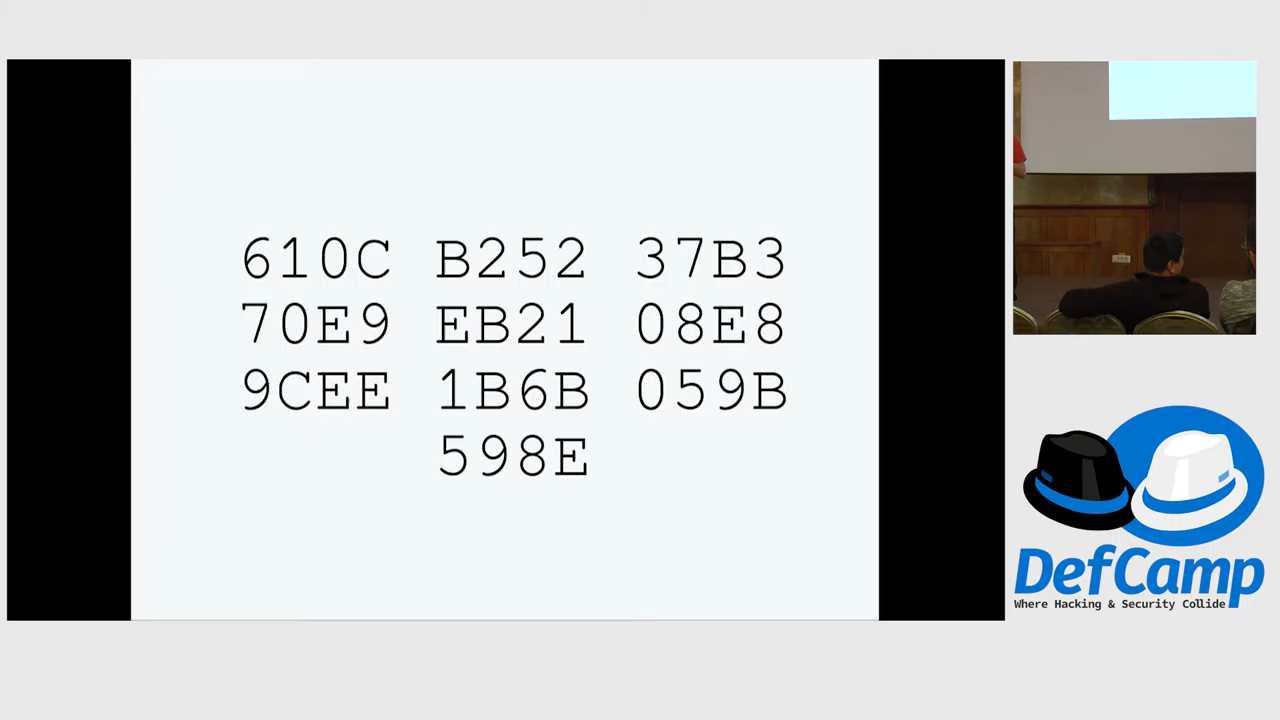 610C B252 37B3
70E9 EB21 08E8
9CEE 1B6B 059B
598E
DefCamp
Where Hacking & Security Collide